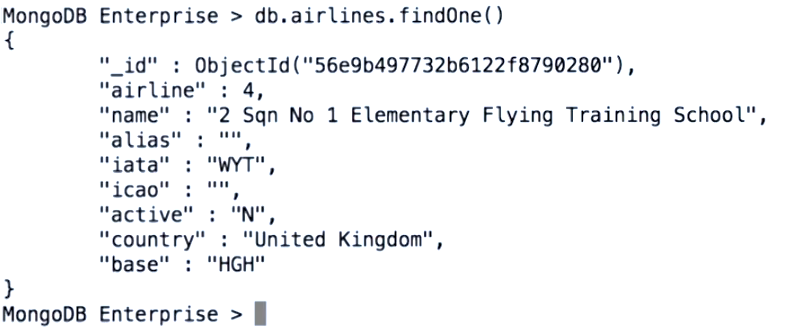 MongoDB Enterprise > db.airlines.findOne()
{
        "_id" : ObjectId("56e9b497732b6122f8790280"),
        "airline" : 4,
        "name" : "2 Sqn No 1 Elementary Flying Training School",
        "alias" : "",
        "iata" : "WYT",
        "icao" : "",
        "active" : "N",
        "country" : "United Kingdom",
        "base" : "HGH"
}
MongoDB Enterprise >